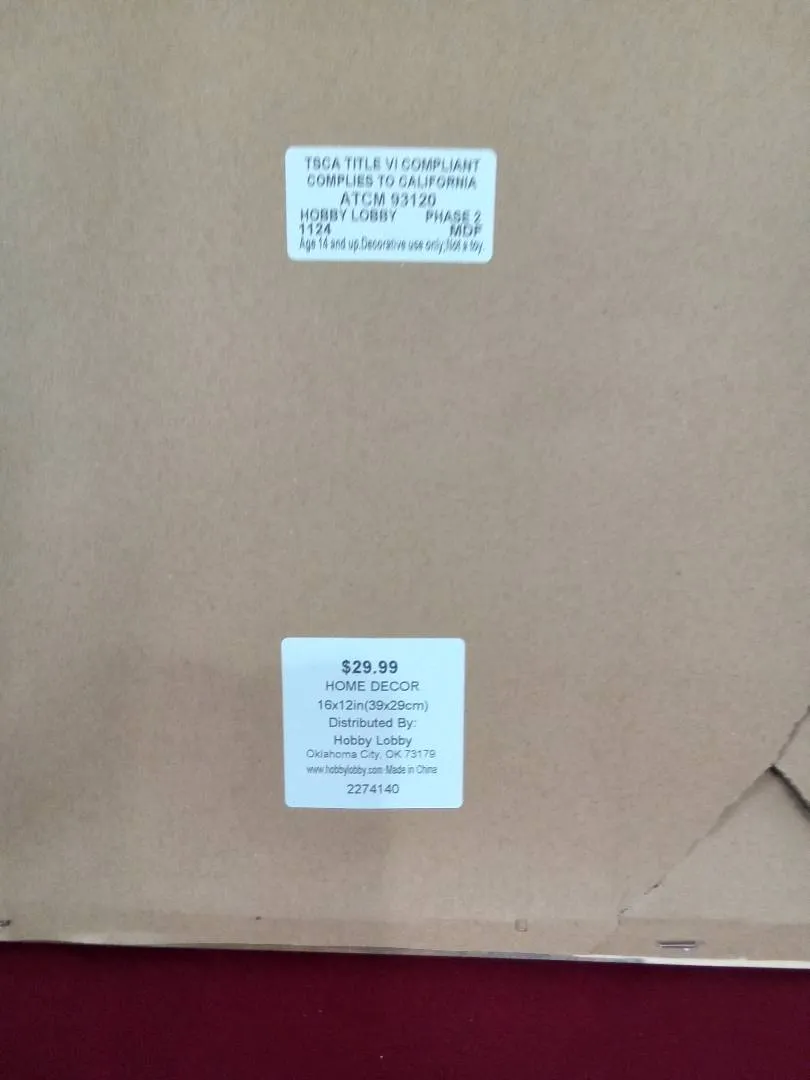 TSCA TITLE VI COMPLIANT
COMPLIES TO CALIFORNIA
ATCM 93120
HOBBY LOBBY PHASE 2
1124 MDF
Age 14 and up.Decorative use only;Not a toy.
$29.99
HOME DECOR
16x12in(39x29cm)
Distributed By:
Hobby Lobby
Oklahoma City, OK 73179
www.hobbylobby.com Made in China
2274140